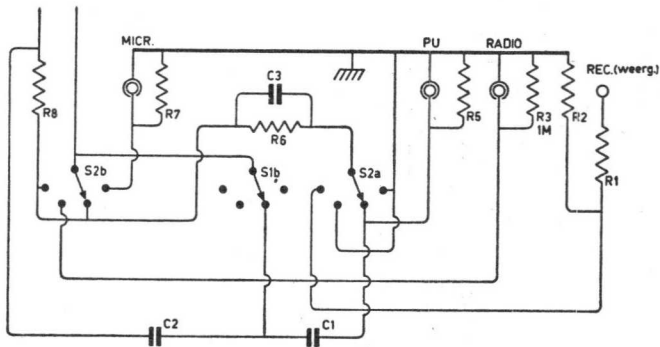 MICR.
PU
RADIO
REC.(weerg.)
C3
R8
R7
R6
R5
R3
1M
R2
R1
S2b
S1b
S2a
C2
C1